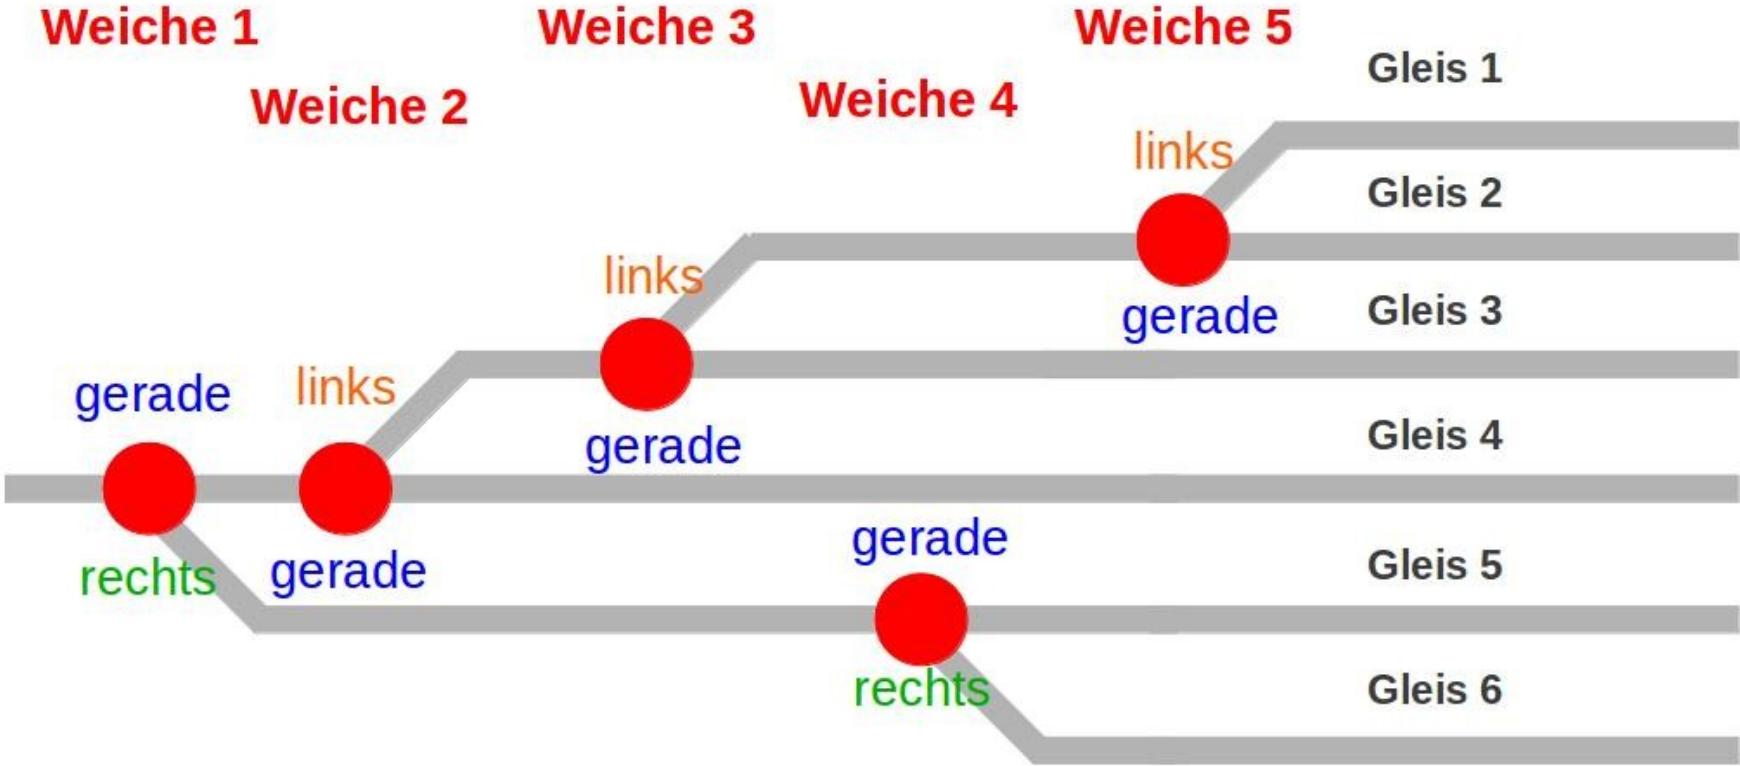 Weiche 1
Weiche 3
Weiche 5
Gleis 1
Weiche 2
Weiche 4
links
Gleis 2
links
gerade
Gleis 3
gerade
links
gerade
Gleis 4
rechts
gerade
gerade
Gleis 5
rechts
Gleis 6